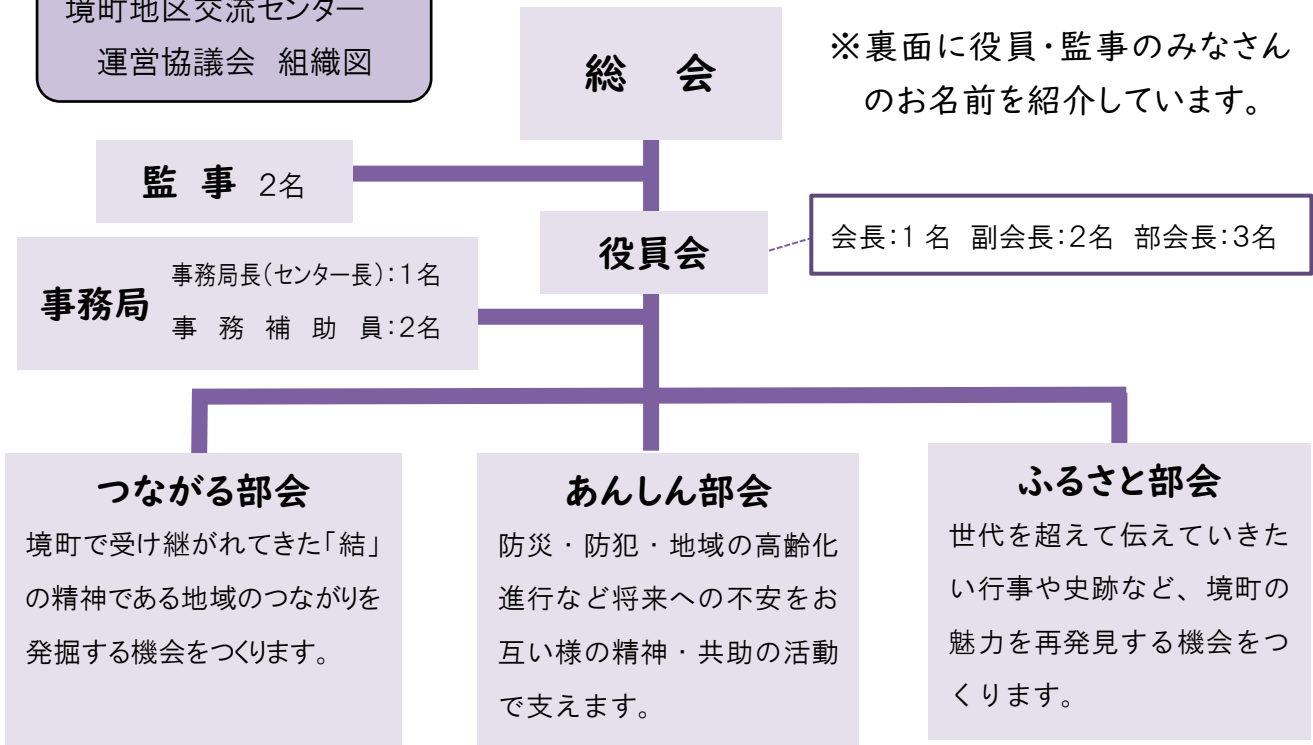 境町地区交流センター
運営協議会 組織図
総 会
※裏面に役員・監事のみなさん
のお名前を紹介しています。
監 事 2名
役員会
会長:1名 副会長:2名 部会長:3名
事務局
事務局長(センター長):1名
事 務 補 助 員:2名
つながる部会
境町で受け継がれてきた「結」
の精神である地域のつながりを
発掘する機会をつくります。
あんしん部会
防災・防犯・地域の高齢化
進行など将来への不安をお
互い様の精神・共助の活動
で支えます。
ふるさと部会
世代を超えて伝えていきた
い行事や史跡など、境町の
魅力を再発見する機会をつ
くります。